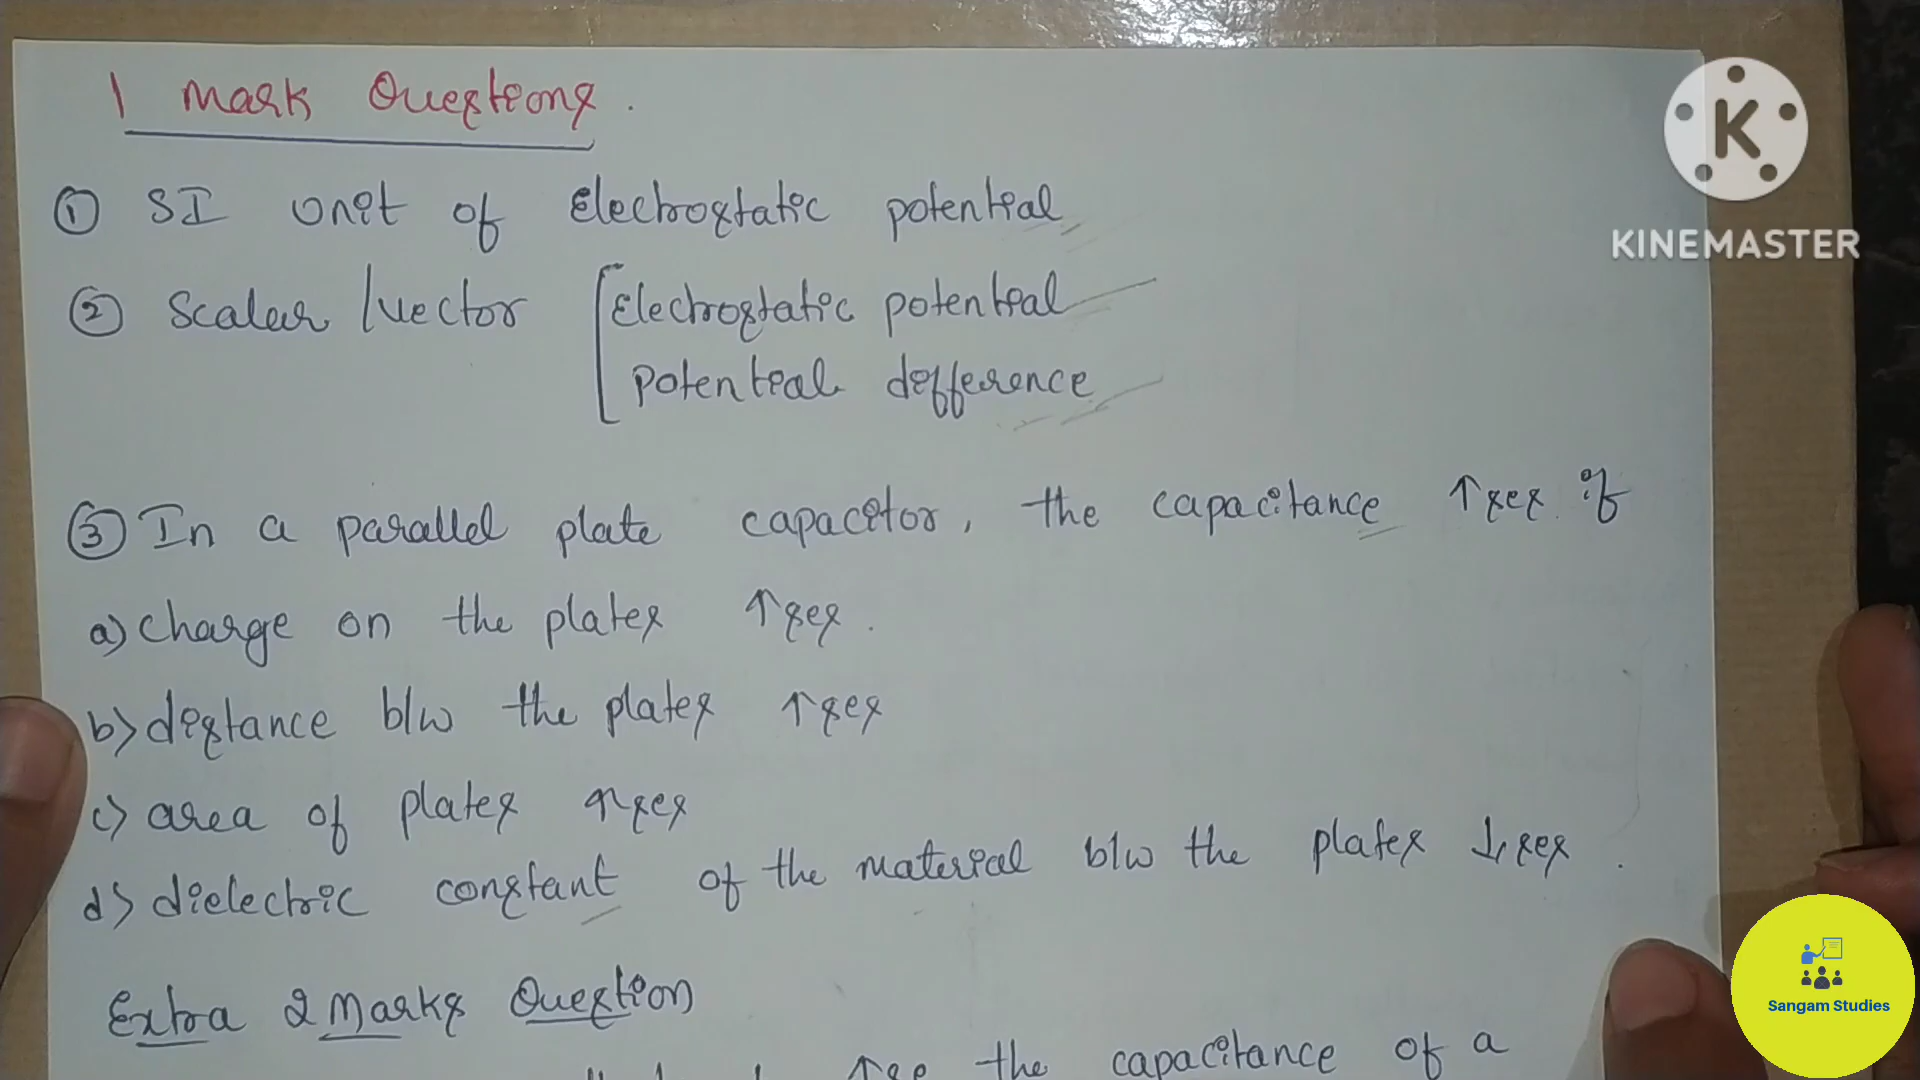 1 Mark Questions.
① SI unit of Electrostatic potential
② Scalar / Vector [Electrostatic potential
potential difference
③ In a parallel plate capacitor, the capacitance ↑ses if
a) charge on the plates ↑ses.
b) distance b/w the plates ↑ses
c) area of plates ↑ses
d) dielectric constant of the material b/w the plates ↓ses.
Extra 2 Marks Question
↑se the capacitance of a
K
KINEMASTER
Sangam Studies